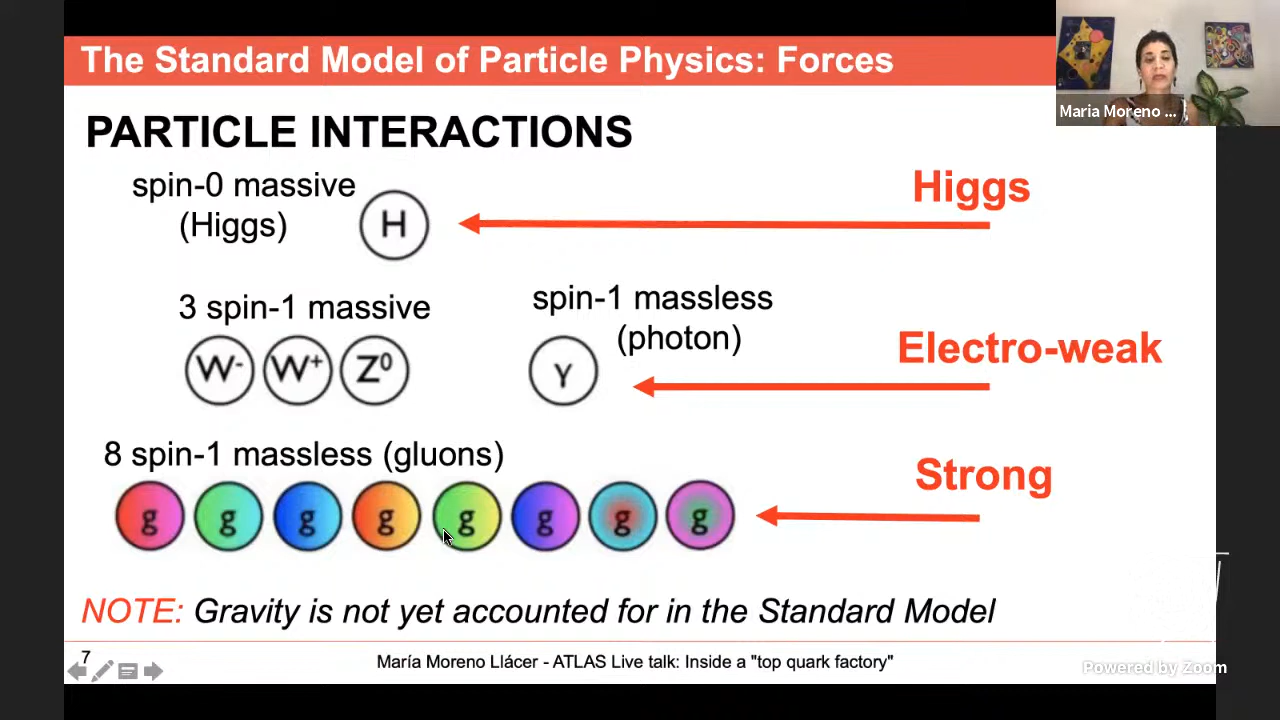 The Standard Model of Particle Physics: Forces
Maria Moreno ...
PARTICLE INTERACTIONS
spin-0 massive
(Higgs)
H
Higgs
3 spin-1 massive
spin-1 massless
(photon)
W- W+ Z0
γ
Electro-weak
8 spin-1 massless (gluons)
g g g g g g g g
Strong
NOTE: Gravity is not yet accounted for in the Standard Model
7
María Moreno Llácer - ATLAS Live talk: Inside a "top quark factory"
Powered by Zoom